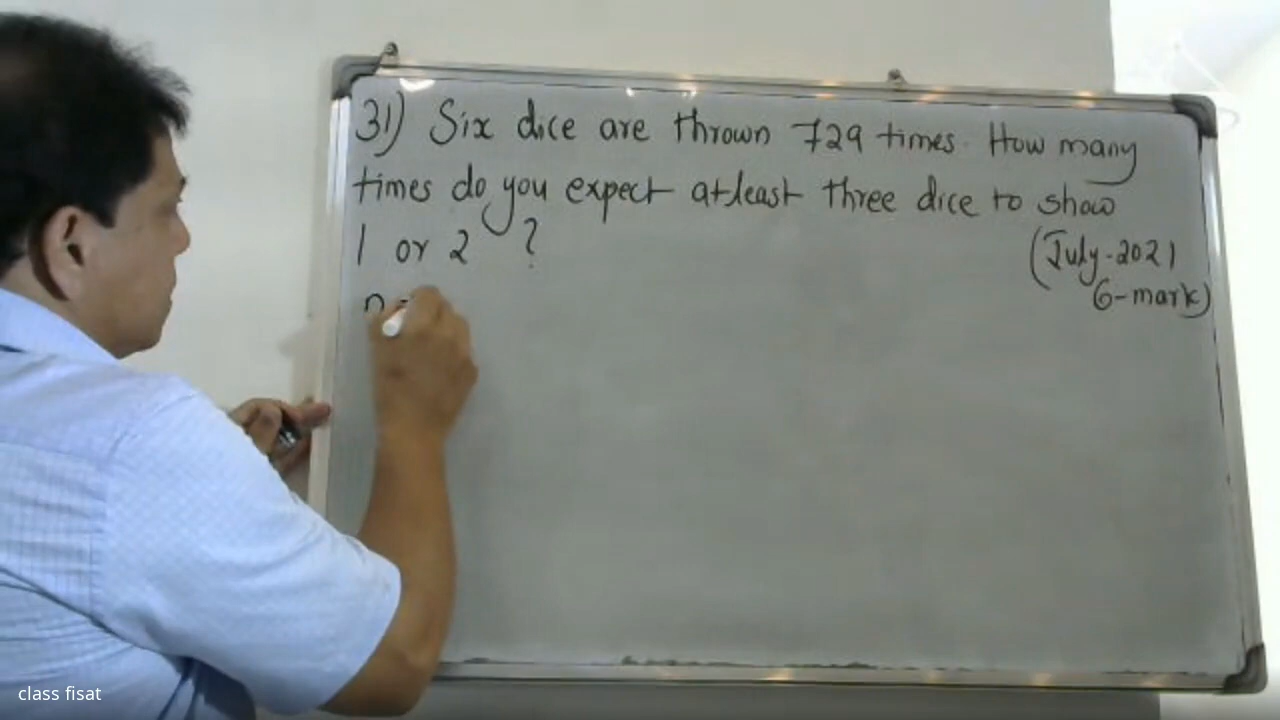 31) Six dice are thrown 729 times. How many
times do you expect atleast three dice to show
1 or 2 ?
(July-2021
6-mark)
n =
class fisat